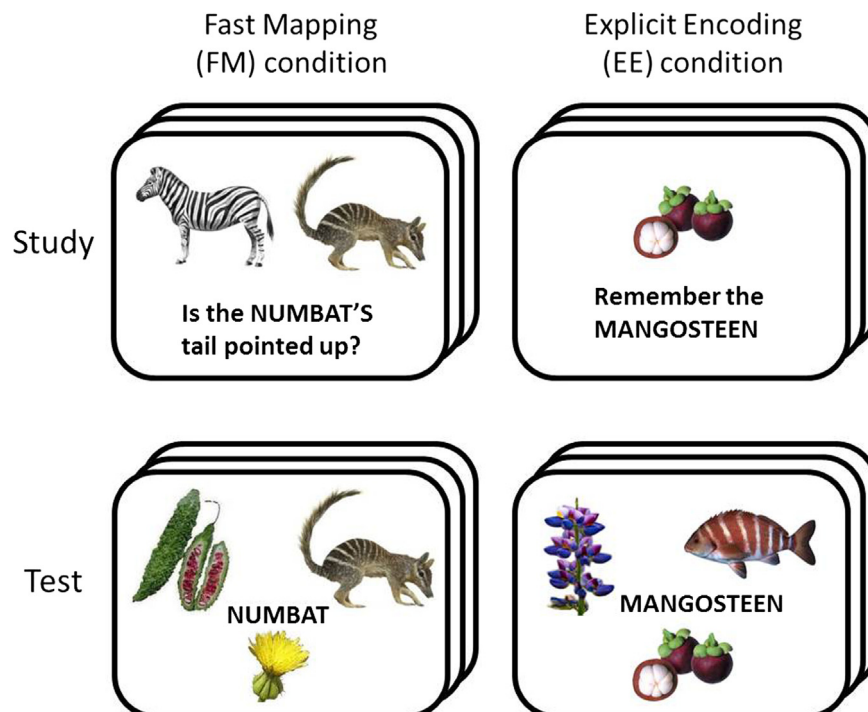 Fast Mapping
(FM) condition
Explicit Encoding
(EE) condition
Study
Is the NUMBAT'S
tail pointed up?
Remember the
MANGOSTEEN
Test
NUMBAT
MANGOSTEEN